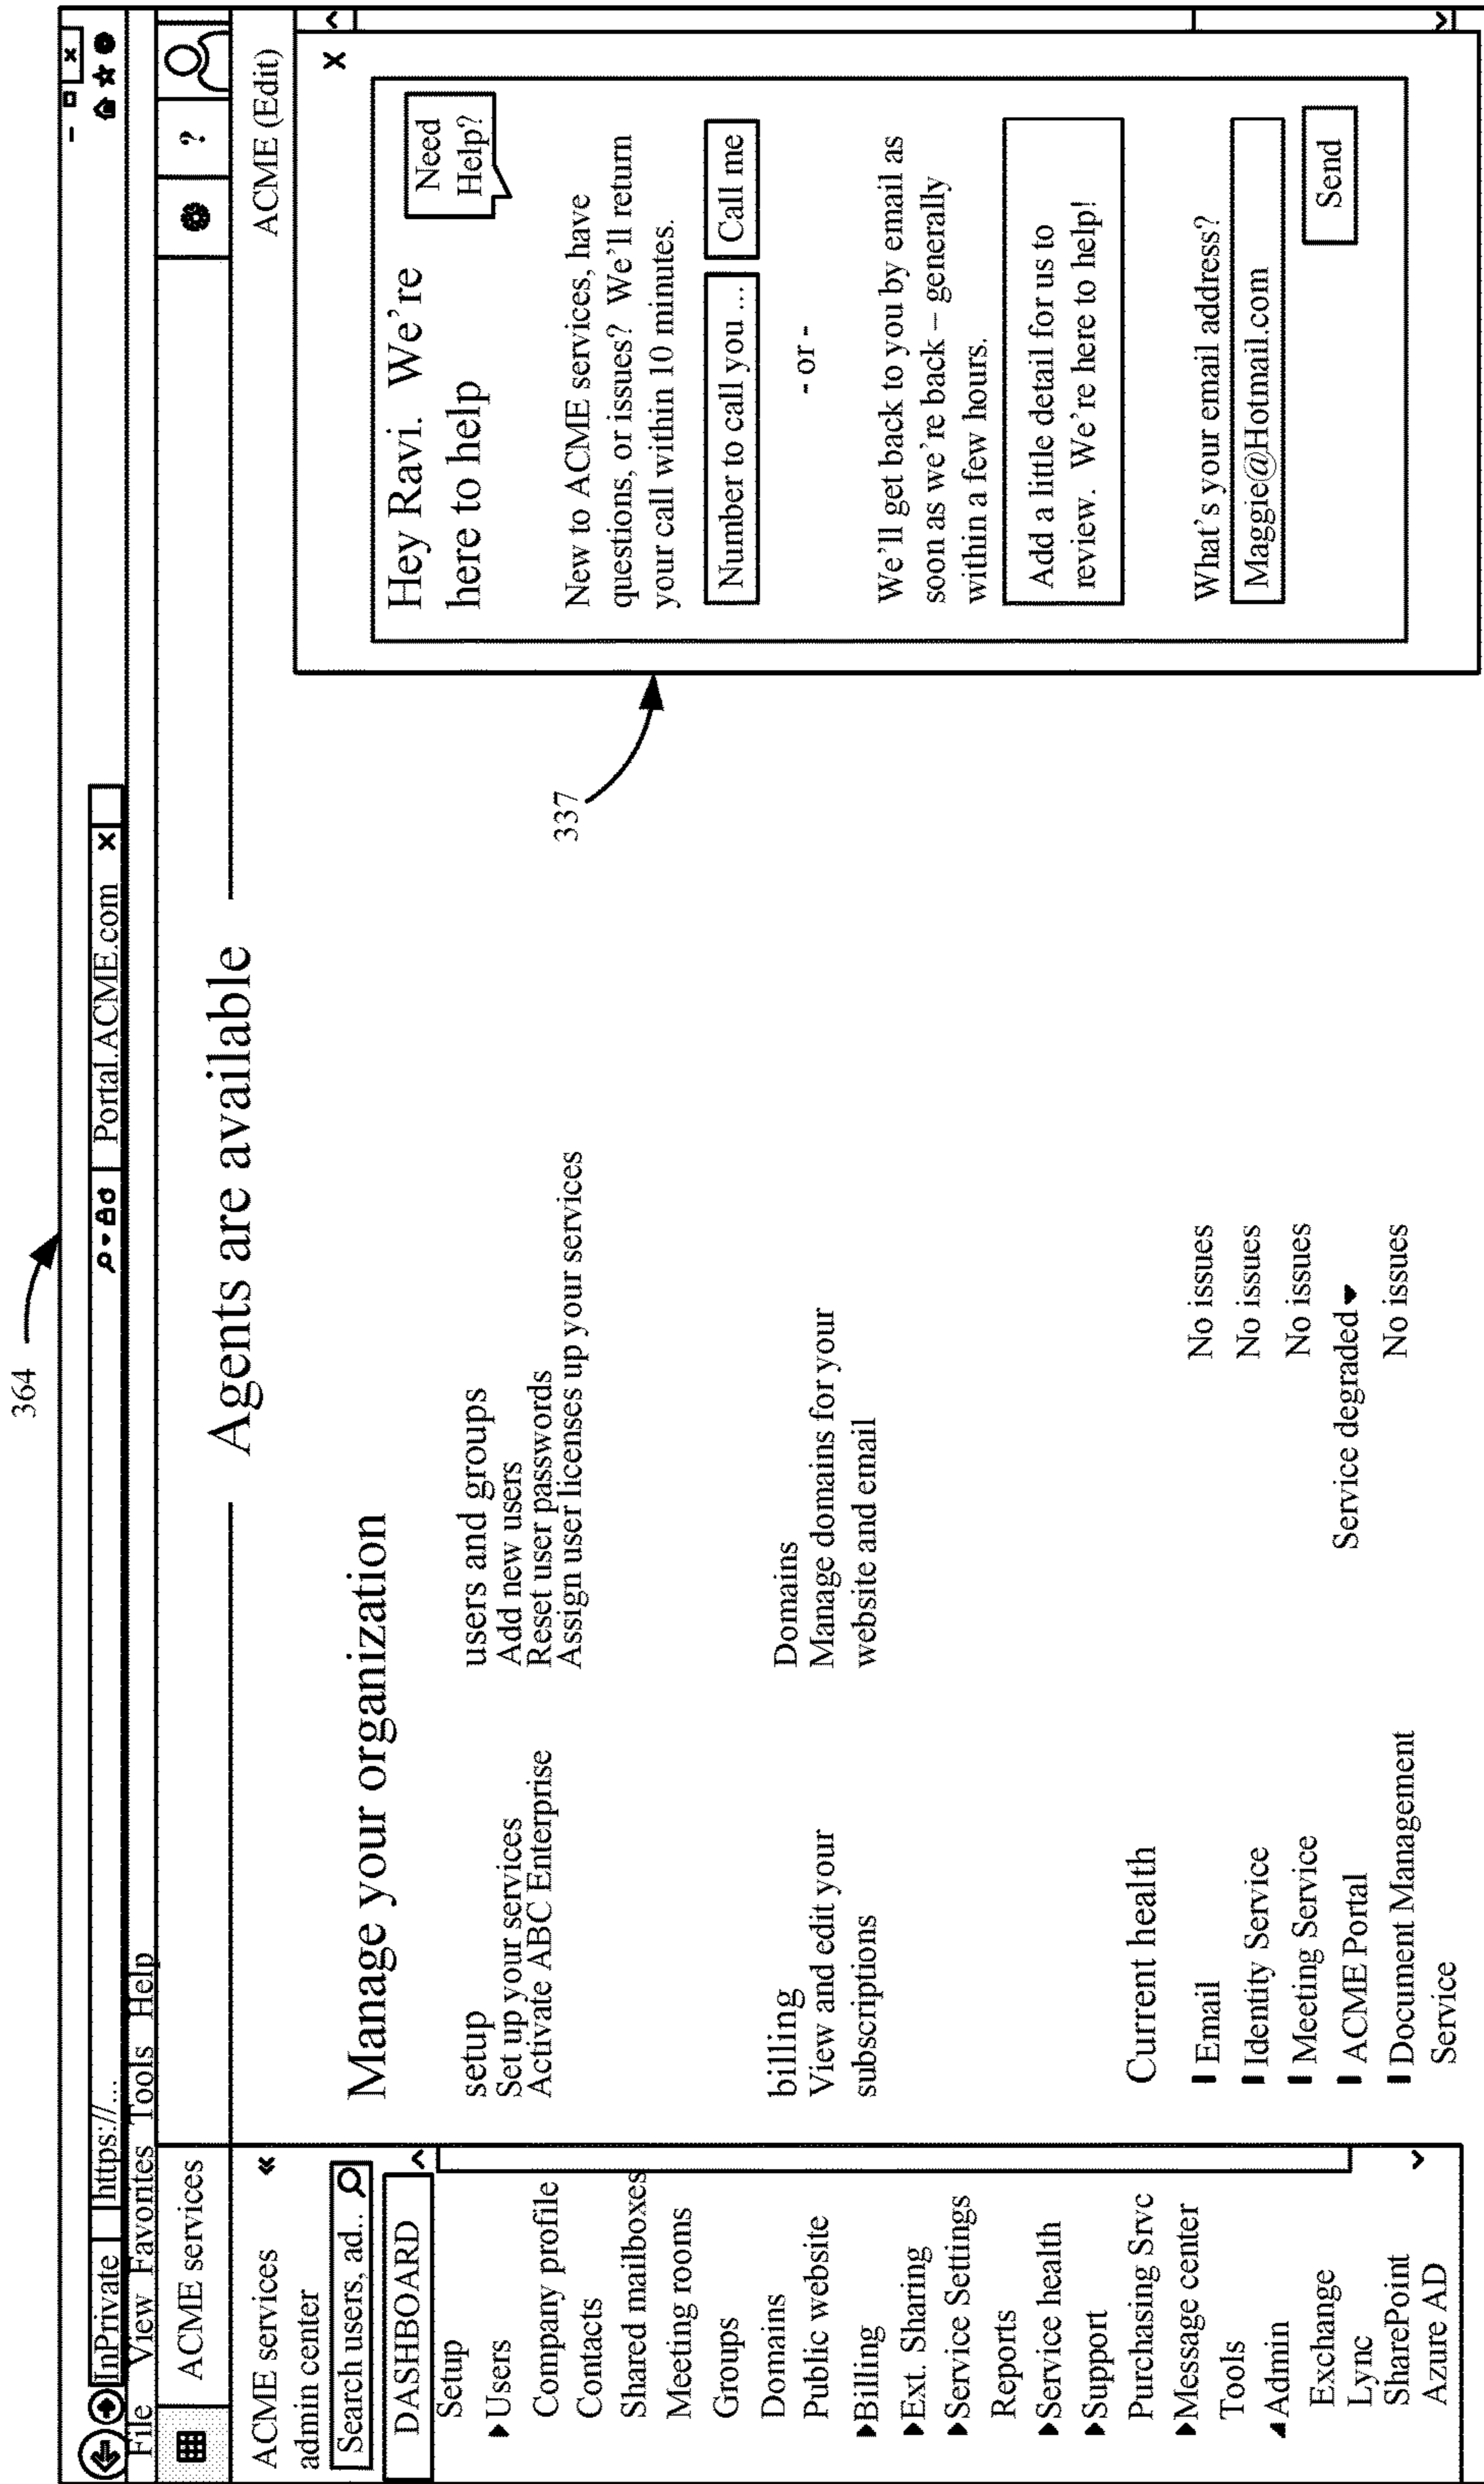 364
InPrivate https://... Portal.ACME.com X
File View Favorites Tools Help
ACME services ?
Agents are available
ACME (Edit)
ACME services
admin center
Search users, ad..
DASHBOARD
Setup
Users
Company profile
Contacts
Shared mailboxes
Meeting rooms
Groups
Domains
Public website
Billing
Ext. Sharing
Service Settings
Reports
Service health
Support
Purchasing Srvc
Message center
Tools
Admin
Exchange
Lync
SharePoint
Azure AD
Manage your organization
setup
Set up your services
Activate ABC Enterprise
users and groups
Add new users
Reset user passwords
Assign user licenses up your services
billing
View and edit your
subscriptions
Domains
Manage domains for your
website and email
Current health
Email No issues
Identity Service No issues
Meeting Service No issues
ACME Portal Service degraded
Document Management No issues
Service
337
X
Hey Ravi. We're
here to help
Need
Help?
New to ACME services, have
questions, or issues? We'll return
your call within 10 minutes.
Number to call you ... Call me
- or -
We'll get back to you by email as
soon as we're back – generally
within a few hours.
Add a little detail for us to
review. We're here to help!
What's your email address?
Maggie@Hotmail.com
Send